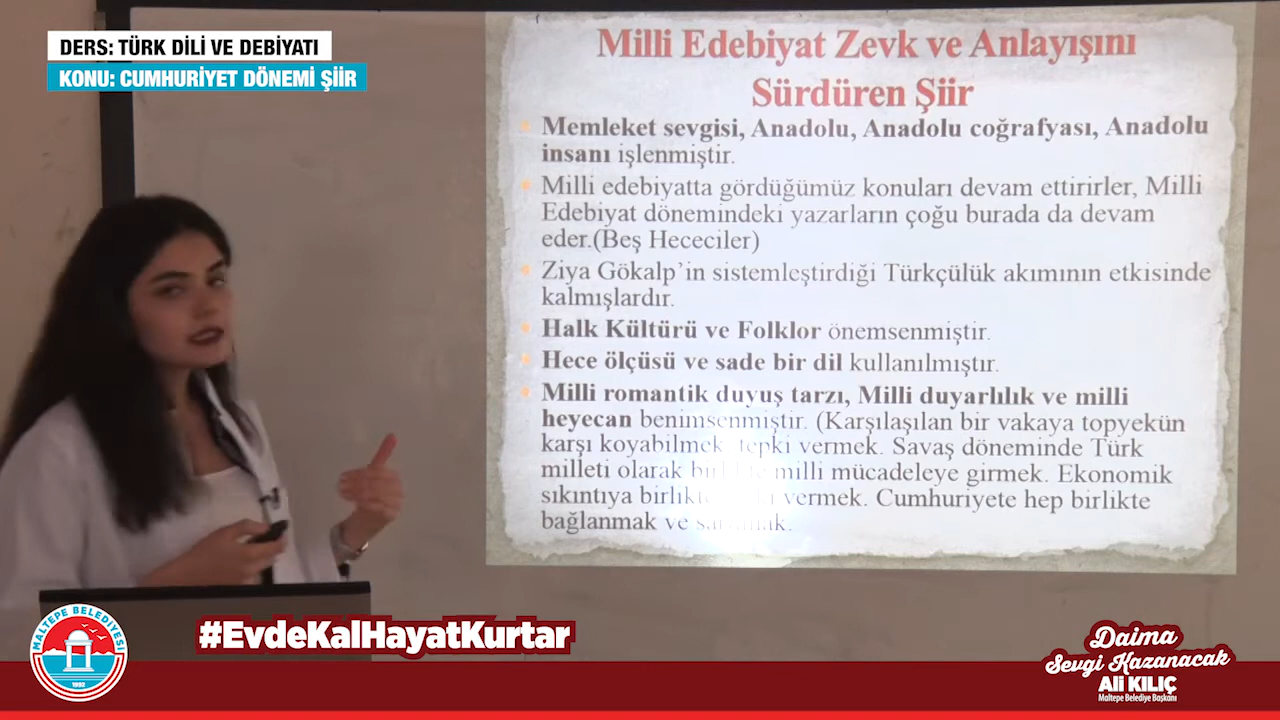 DERS: TÜRK DİLİ VE DEBİYATI
KONU: CUMHURİYET DÖNEMİ ŞİİR
Milli Edebiyat Zevk ve Anlayışını
Sürdüren Şiir
Memleket sevgisi, Anadolu, Anadolu coğrafyası, Anadolu
insanı işlenmiştir.
Milli edebiyatta gördüğümüz konuları devam ettirirler, Milli
Edebiyat dönemindeki yazarların çoğu burada da devam
eder.(Beş Hececiler)
Ziya Gökalp'in sistemleştirdiği Türkçülük akımının etkisinde
kalmışlardır.
Halk Kültürü ve Folklor önemsenmiştir.
Hece ölçüsü ve sade bir dil kullanılmıştır.
Milli romantik duyuş tarzı, Milli duyarlılık ve milli
heyecan benimsenmiştir. (Karşılaşılan bir vakaya topyekün
karşı koyabilmek, tepki vermek. Savaş döneminde Türk
milleti olarak birlikte milli mücadeleye girmek. Ekonomik
sıkıntıya birlikte vermek. Cumhuriyete hep birlikte
bağlanmak ve
MALTEPE BELEDİYESİ
1992
#EvdeKalHayatKurtar
Daima
Sevgi Kazanacak
Ali KILIÇ
Maltepe Belediye Başkanı